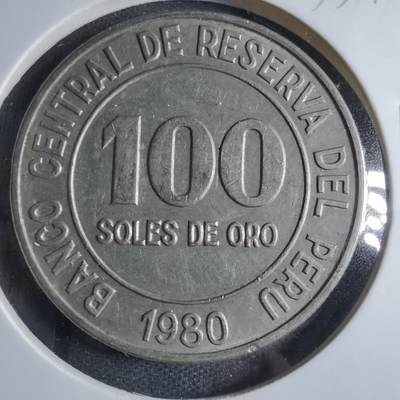 BANCO CENTRAL DE RESERVA DEL PERU
100
SOLES DE ORO
1980